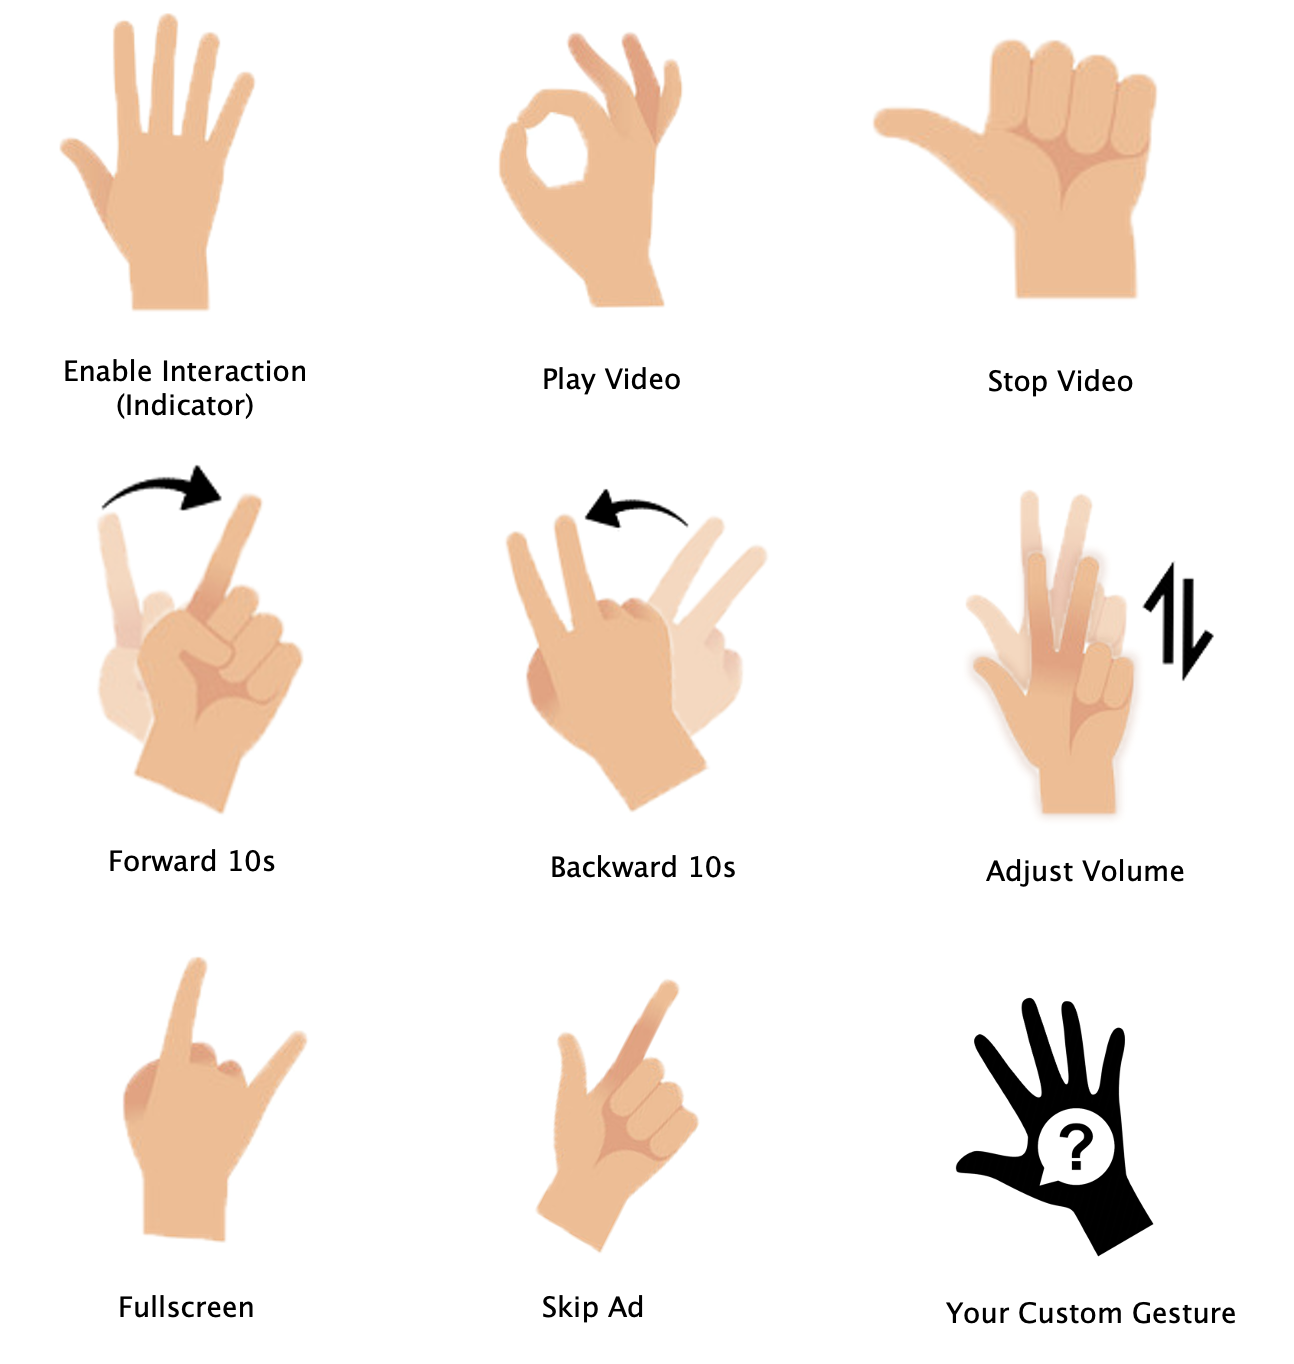 Enable Interaction
(Indicator)
Play Video
Stop Video
Forward 10s
Backward 10s
Adjust Volume
Fullscreen
Skip Ad
?
Your Custom Gesture